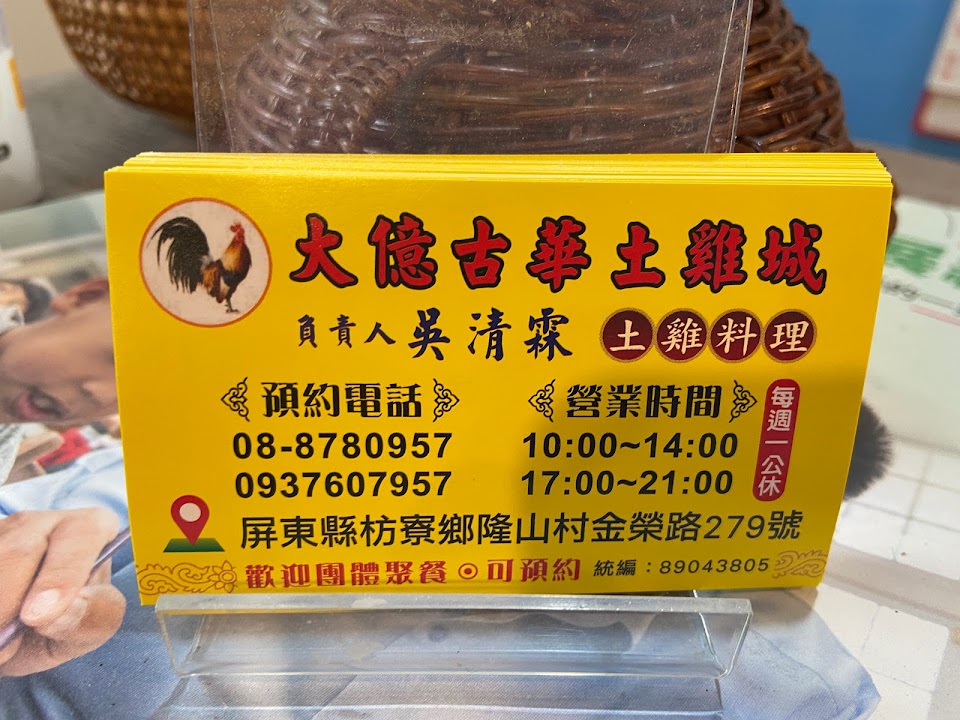 大億古華土雞城
負責人 吳清霖 土雞料理
預約電話
08-8780957
0937607957
營業時間
10:00~14:00
17:00~21:00
每週一公休
屏東縣枋寮鄉隆山村金榮路279號
歡迎團體聚餐⊙可預約 統編：89043805